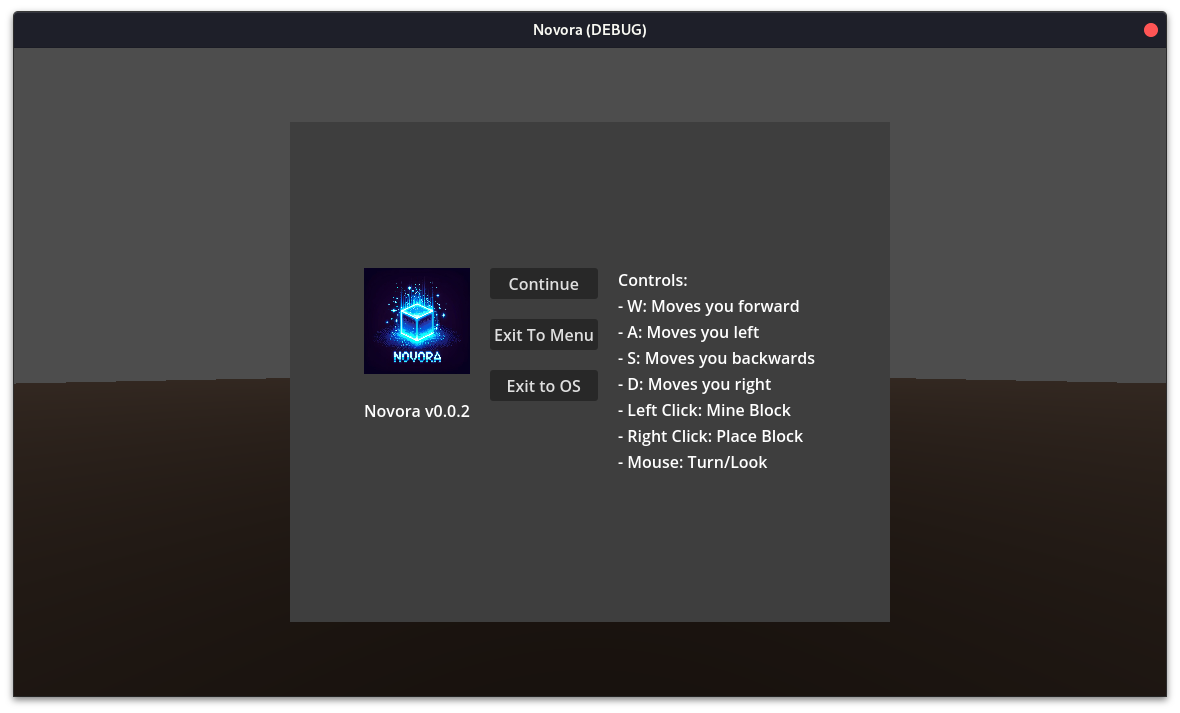 Novora (DEBUG)
NOVORA
Novora v0.0.2
Continue
Exit To Menu
Exit to OS
Controls:
- W: Moves you forward
- A: Moves you left
- S: Moves you backwards
- D: Moves you right
- Left Click: Mine Block
- Right Click: Place Block
- Mouse: Turn/Look